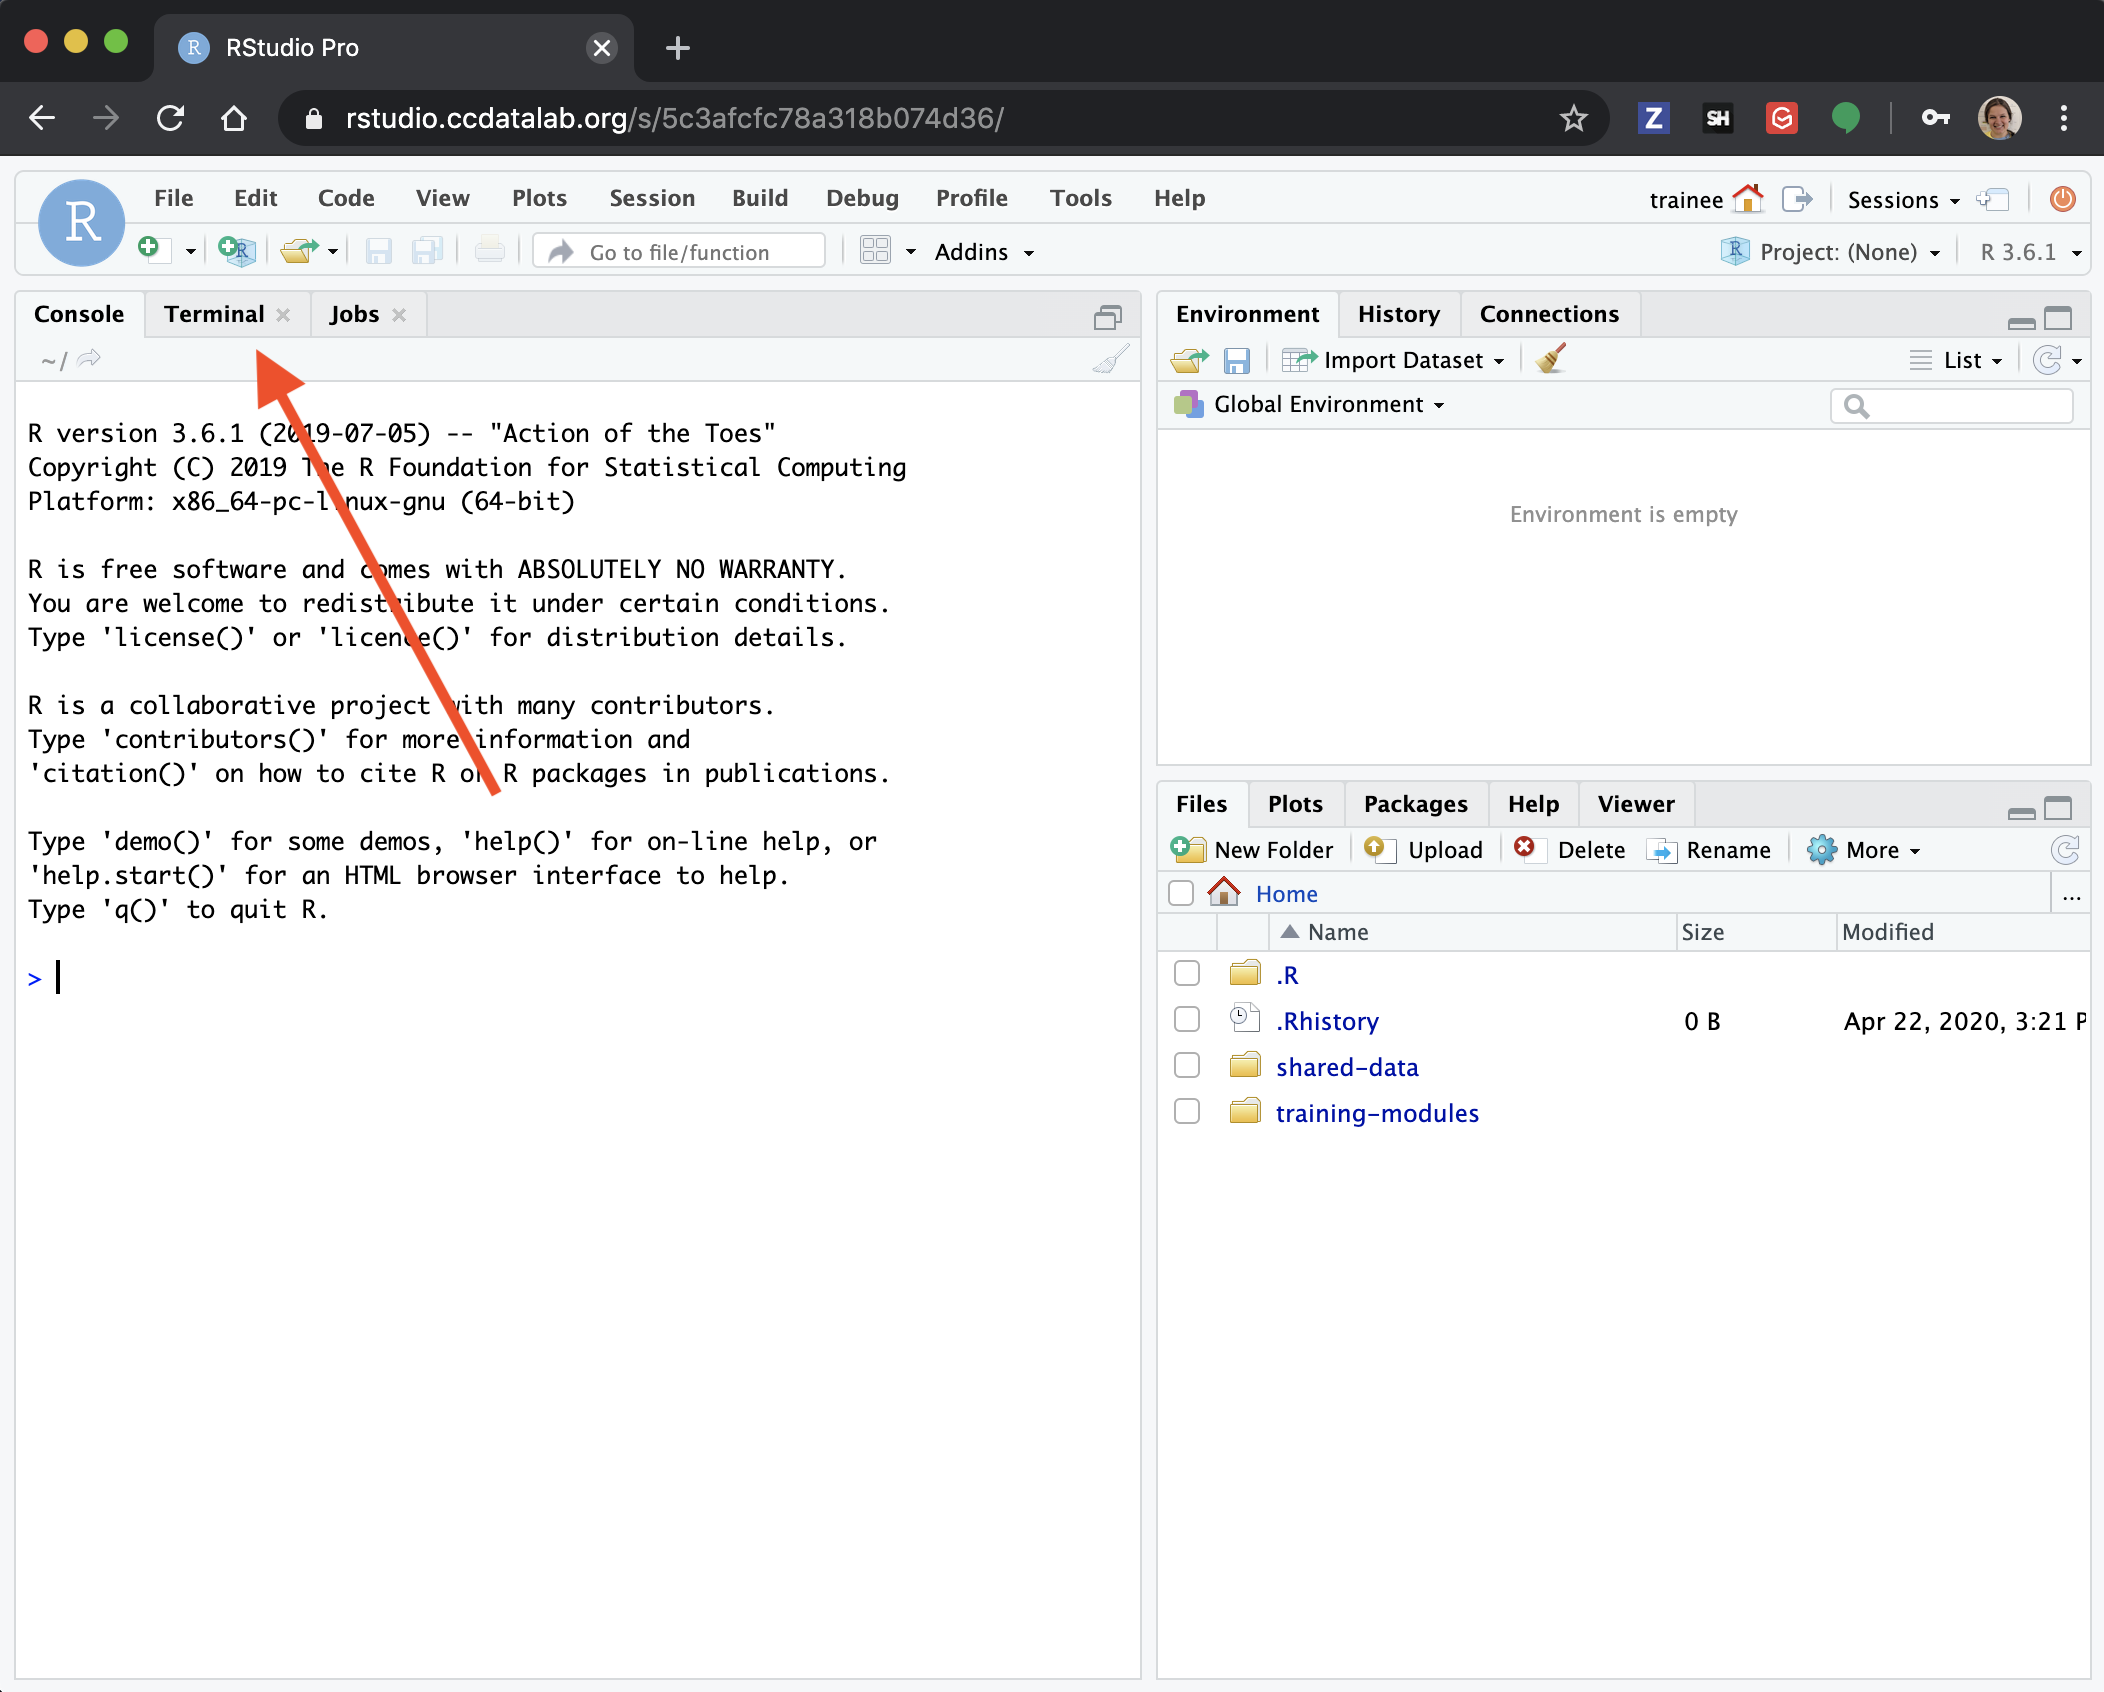 RStudio Pro
rstudio.ccdatalab.org/s/5c3afcfc78a318b074d36/
Z SH G
R File Edit Code View Plots Session Build Debug Profile Tools Help trainee Sessions
Go to file/function Addins Project: (None) R 3.6.1
Console Terminal Jobs
~/
R version 3.6.1 (2019-07-05) -- "Action of the Toes"
Copyright (C) 2019 The R Foundation for Statistical Computing
Platform: x86_64-pc-linux-gnu (64-bit)
R is free software and comes with ABSOLUTELY NO WARRANTY.
You are welcome to redistribute it under certain conditions.
Type 'license()' or 'licence()' for distribution details.
R is a collaborative project with many contributors.
Type 'contributors()' for more information and
'citation()' on how to cite R or R packages in publications.
Type 'demo()' for some demos, 'help()' for on-line help, or
'help.start()' for an HTML browser interface to help.
Type 'q()' to quit R.
>
Environment History Connections
Import Dataset List
Global Environment
Environment is empty
Files Plots Packages Help Viewer
New Folder Upload Delete Rename More
Home ...
Name Size Modified
.R
.Rhistory 0 B Apr 22, 2020, 3:21 P
shared-data
training-modules